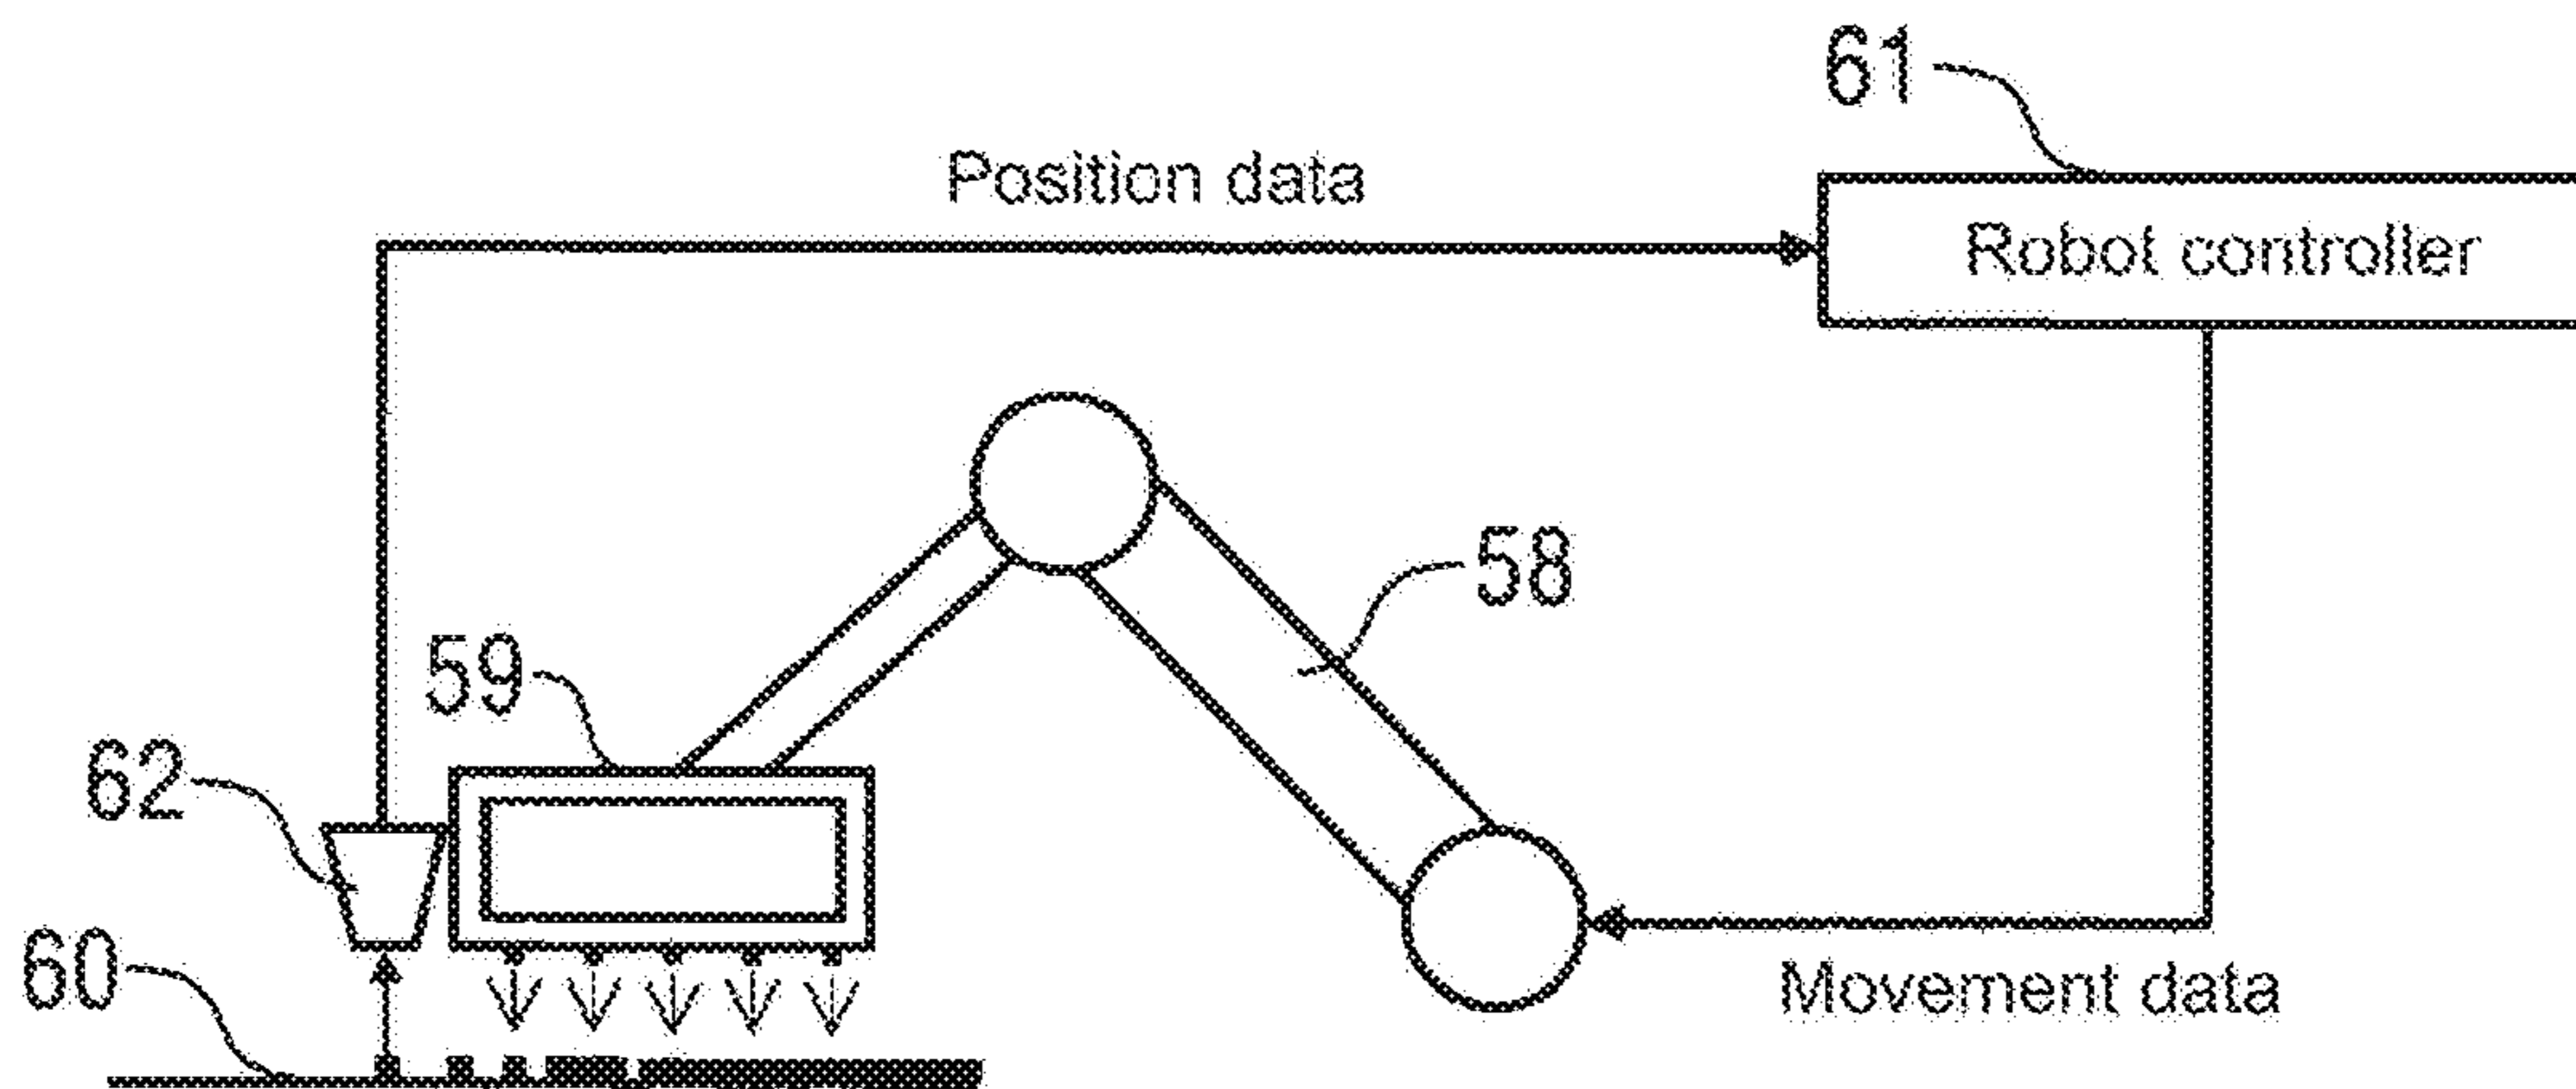 61
Position data
Robot controller
58
59
62
60
Movement data